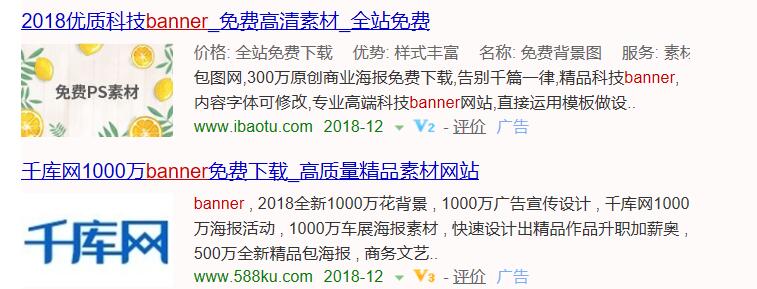 2018优质科技banner_免费高清素材_全站免费
免费PS素材
价格: 全站免费下载 优势: 样式丰富 名称: 免费背景图 服务: 素材
包图网,300万原创商业海报免费下载,告别千篇一律,精品科技banner,
内容字体可修改,专业高端科技banner网站,直接运用模板做设..
www.ibaotu.com 2018-12 V2 - 评价 广告
千库网1000万banner免费下载_高质量精品素材网站
千库网
banner , 2018全新1000万花背景 , 1000万广告宣传设计 , 千库网1000
万海报活动 , 1000万车展海报素材 , 快速设计出精品作品升职加薪奥 ,
500万全新精品包海报 , 商务文艺..
www.588ku.com 2018-12 V3 - 评价 广告